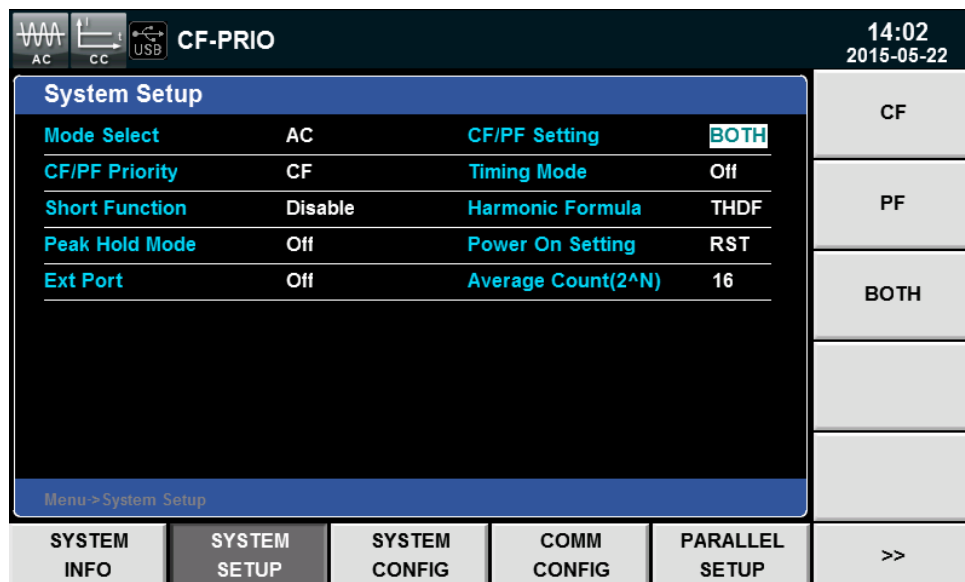 AC
t
I
t
CC
USB
CF-PRIO
14:02
2015-05-22
System Setup
Mode Select AC CF/PF Setting BOTH
CF/PF Priority CF Timing Mode Off
Short Function Disable Harmonic Formula THDF
Peak Hold Mode Off Power On Setting RST
Ext Port Off Average Count(2^N) 16
Menu->System Setup
CF
PF
BOTH
SYSTEM
INFO
SYSTEM
SETUP
SYSTEM
CONFIG
COMM
CONFIG
PARALLEL
SETUP
>>